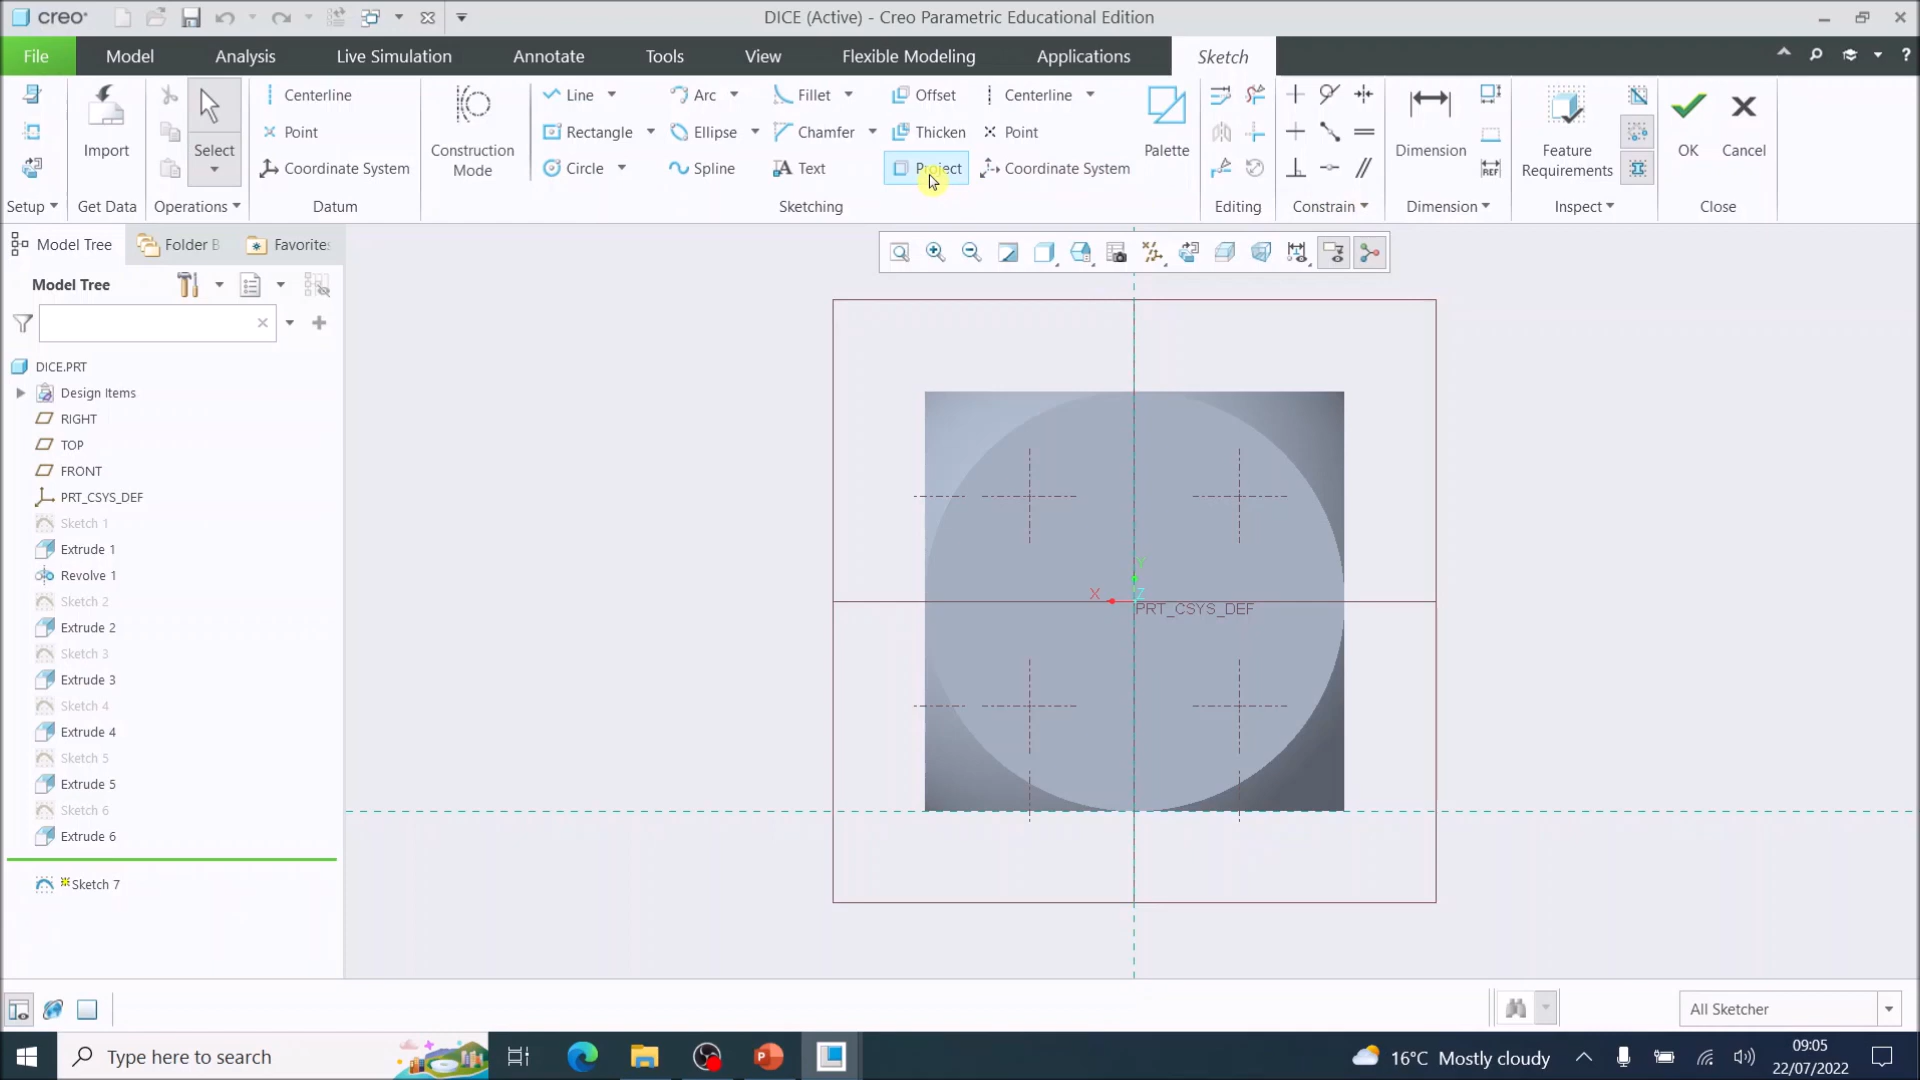 creo
DICE (Active) - Creo Parametric Educational Edition
File
Model
Analysis
Live Simulation
Annotate
Tools
View
Flexible Modeling
Applications
Sketch
Import
Select
Centerline
Point
Coordinate System
Construction
Mode
Line
Rectangle
Circle
Arc
Ellipse
Spline
Fillet
Chamfer
Text
Offset
Thicken
Project
Centerline
Point
Coordinate System
Palette
Dimension
REF
Feature
Requirements
OK
Cancel
Setup
Get Data
Operations
Datum
Sketching
Editing
Constrain
Dimension
Inspect
Close
Model Tree
Folder B
Favorites
Model Tree
DICE.PRT
Design Items
RIGHT
TOP
FRONT
PRT_CSYS_DEF
Sketch 1
Extrude 1
Revolve 1
Sketch 2
Extrude 2
Sketch 3
Extrude 3
Sketch 4
Extrude 4
Sketch 5
Extrude 5
Sketch 6
Extrude 6
Sketch 7
Y
X
Z
PRT_CSYS_DEF
All Sketcher
Type here to search
16°C Mostly cloudy
09:05
22/07/2022